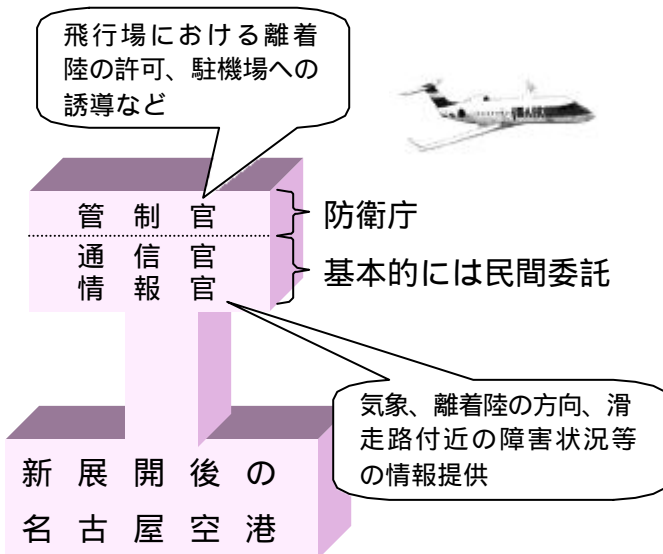 飛行場における離着
陸の許可、駐機場への
誘導など
管制官
防衛庁
通信官
情報官
基本的には民間委託
気象、離着陸の方向、滑
走路付近の障害状況等
の情報提供
新展開後の
名古屋空港